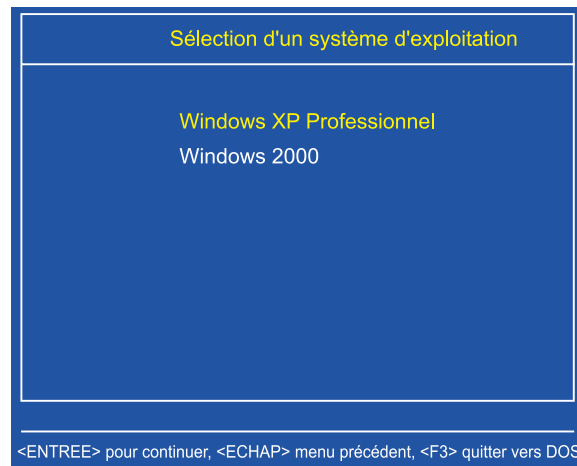 Sélection d'un système d'exploitation
Windows XP Professionnel
Windows 2000
<ENTREE> pour continuer, <ECHAP> menu précédent, <F3> quitter vers DOS